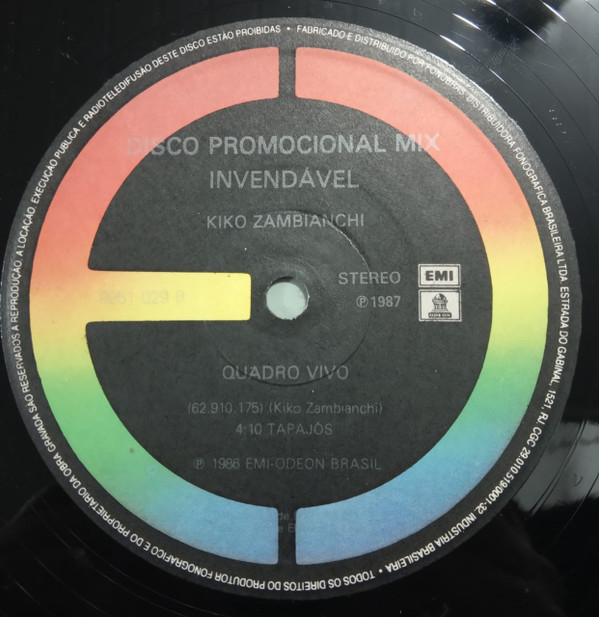 DISCO PROMOCIONAL MIX
INVENDÁVEL
KIKO ZAMBIANCHI
STEREO
EMI
℗ 1987
QUADRO VIVO
(62.910.175) (Kiko Zambianchi)
4:10 TAPAJÓS
℗ 1986 EMI-ODEON BRASIL
TODOS OS DIREITOS DO PRODUTOR FONOGRÁFICO E DO PROPRIETÁRIO DA OBRA GRAVADA SÃO RESERVADOS A REPRODUÇÃO, A LOCAÇÃO, EXECUÇÃO PÚBLICA E RADIOTELEDIFUSÃO DESTE DISCO ESTÃO PROIBIDAS • FABRICADO E DISTRIBUÍDO POR FONOBRÁS, DISTRIBUIDORA FONOGRÁFICA BRASILEIRA LTDA. ESTRADA DO GABINAL, 1521, RJ. CGC 29.010.519/0001-32. INDÚSTRIA BRASILEIRA •